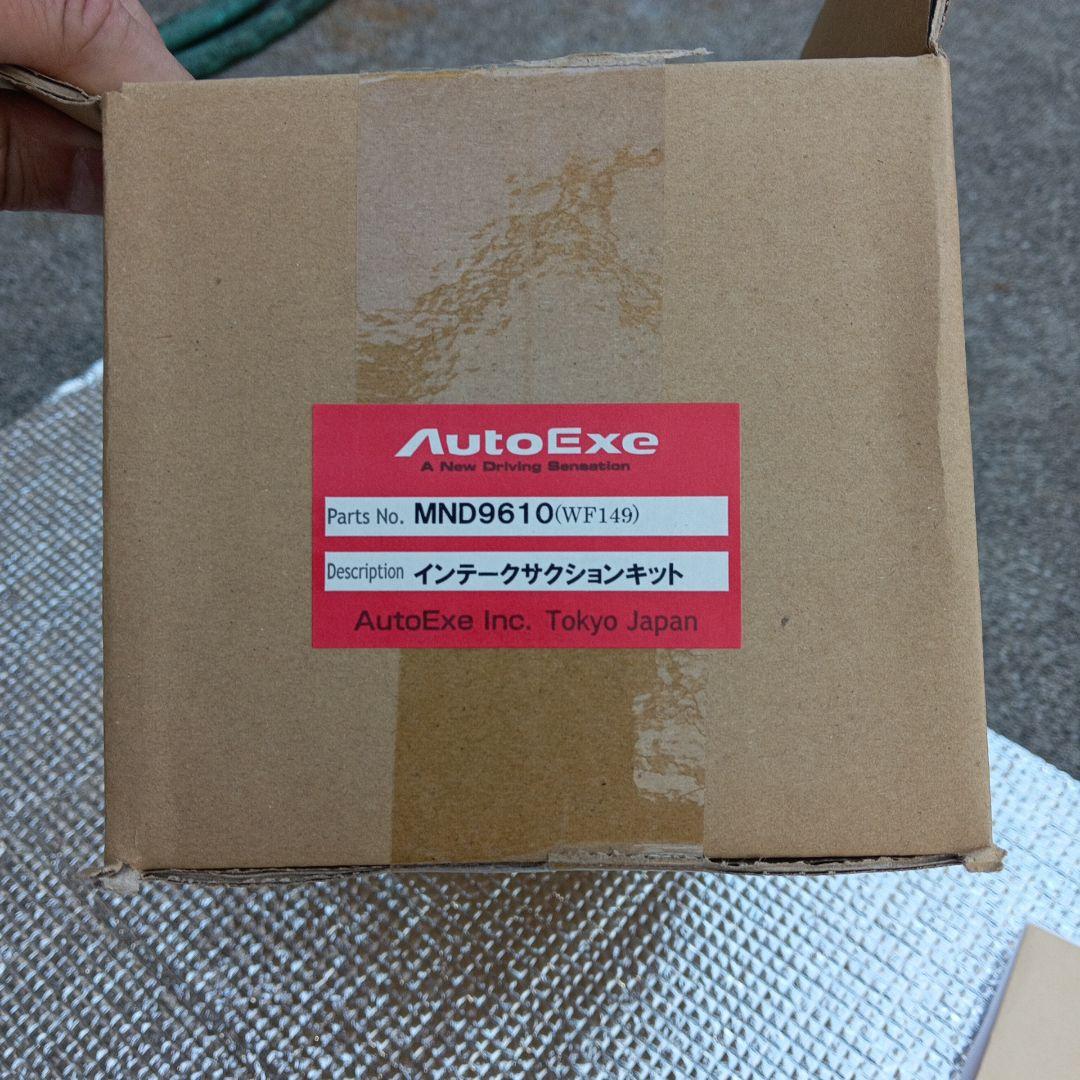 AutoExe
A New Driving Sensation
Parts No. MND9610(WF149)
Description インテークサクションキット
AutoExe Inc. Tokyo Japan